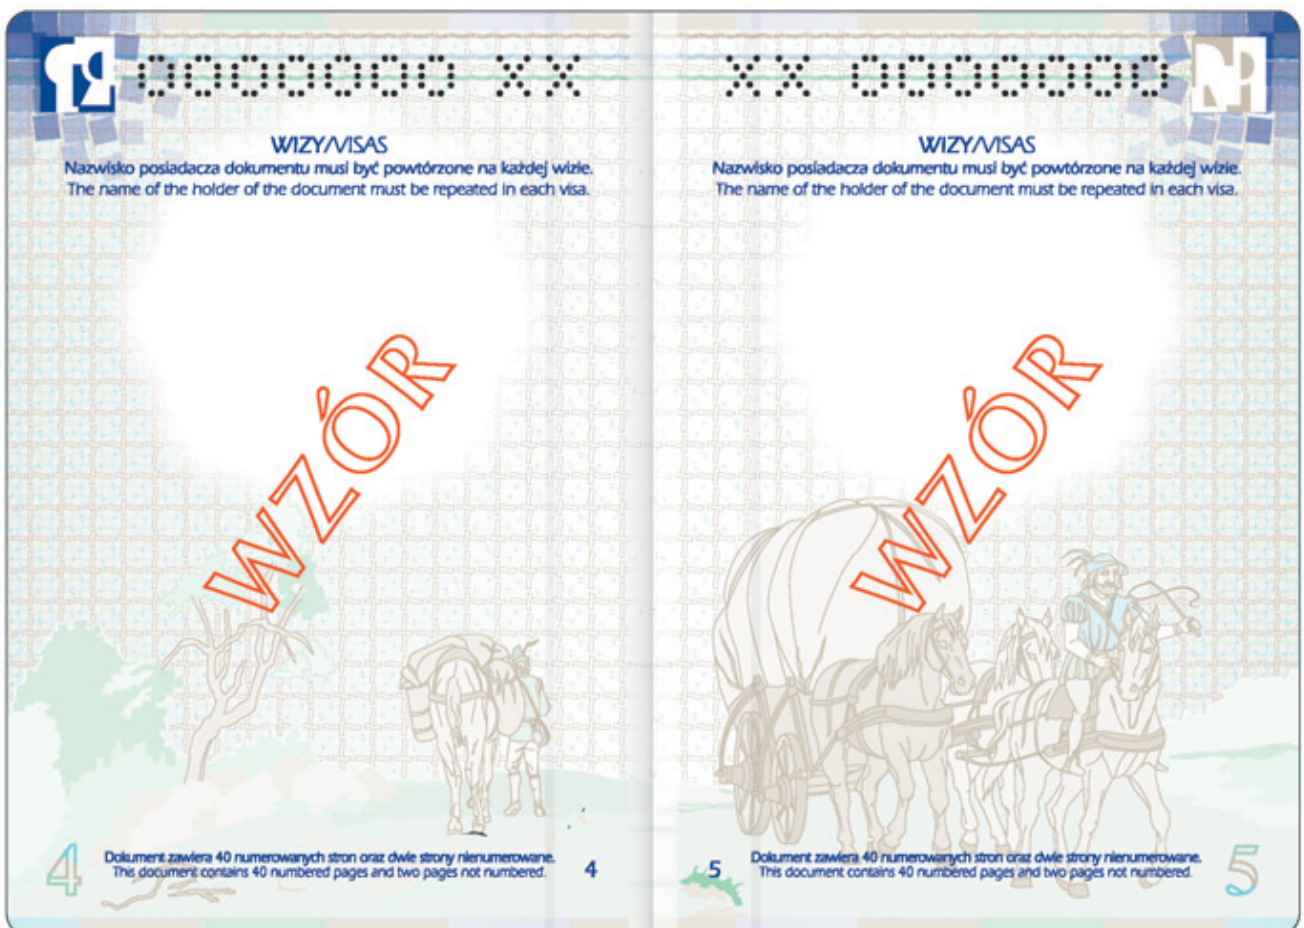 0000000 XX
WIZY/VISAS
Nazwisko posiadacza dokumentu musi być powtórzone na każdej wizie.
The name of the holder of the document must be repeated in each visa.
WZÓR
Dokument zawiera 40 numerowanych stron oraz dwie strony nienumerowane.
This document contains 40 numbered pages and two pages not numbered.
4
4
XX 0000000
WIZY/VISAS
Nazwisko posiadacza dokumentu musi być powtórzone na każdej wizie.
The name of the holder of the document must be repeated in each visa.
WZÓR
5
Dokument zawiera 40 numerowanych stron oraz dwie strony nienumerowane.
This document contains 40 numbered pages and two pages not numbered.
5